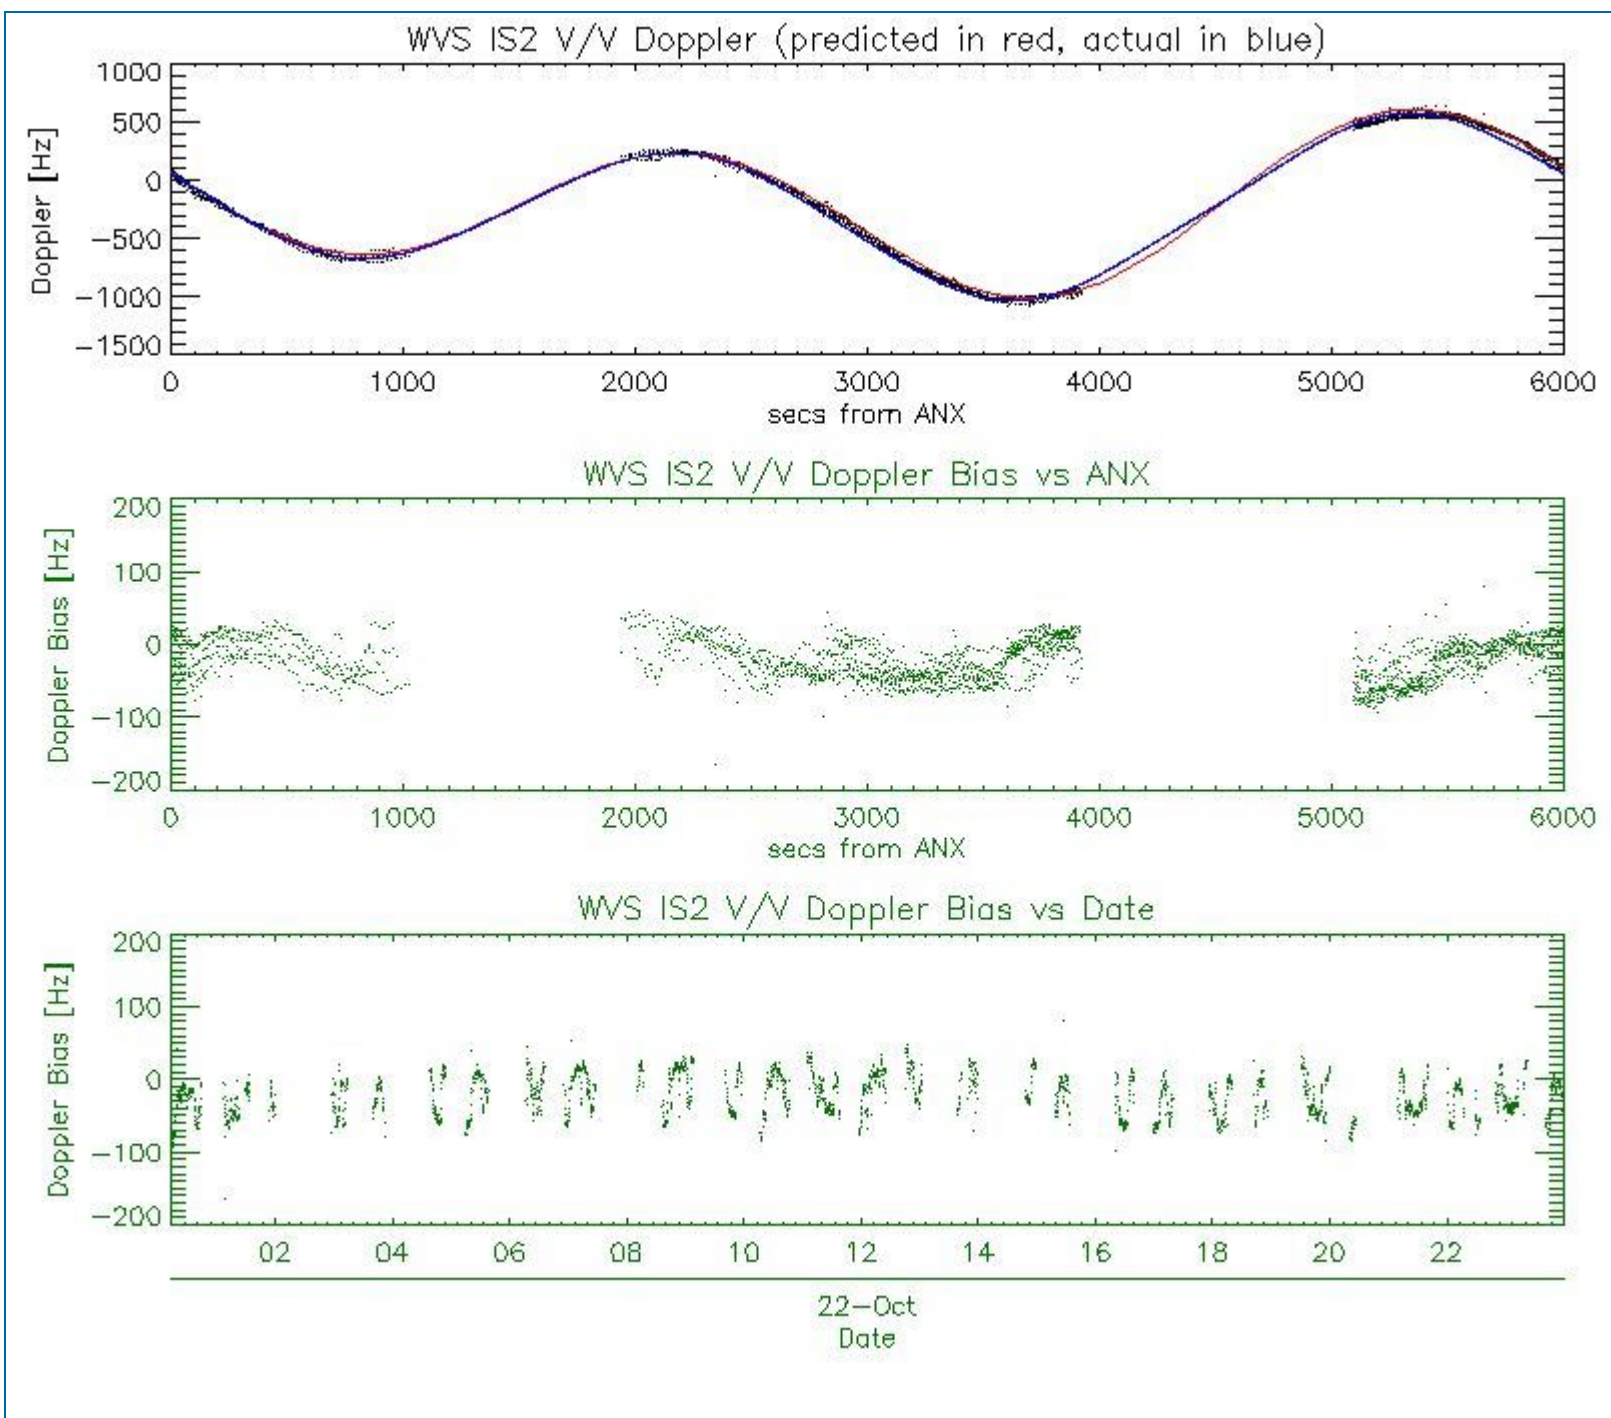 WVS IS2 V/V Doppler (predicted in red, actual in blue)
1000
500
0
−500
−1000
−1500
Doppler [Hz]
0 1000 2000 3000 4000 5000 6000
secs from ANX
WVS IS2 V/V Doppler Bias vs ANX
200
100
0
−100
−200
Doppler Bias [Hz]
0 1000 2000 3000 4000 5000 6000
secs from ANX
WVS IS2 V/V Doppler Bias vs Date
200
100
0
−100
−200
Doppler Bias [Hz]
02 04 06 08 10 12 14 16 18 20 22
22−Oct
Date